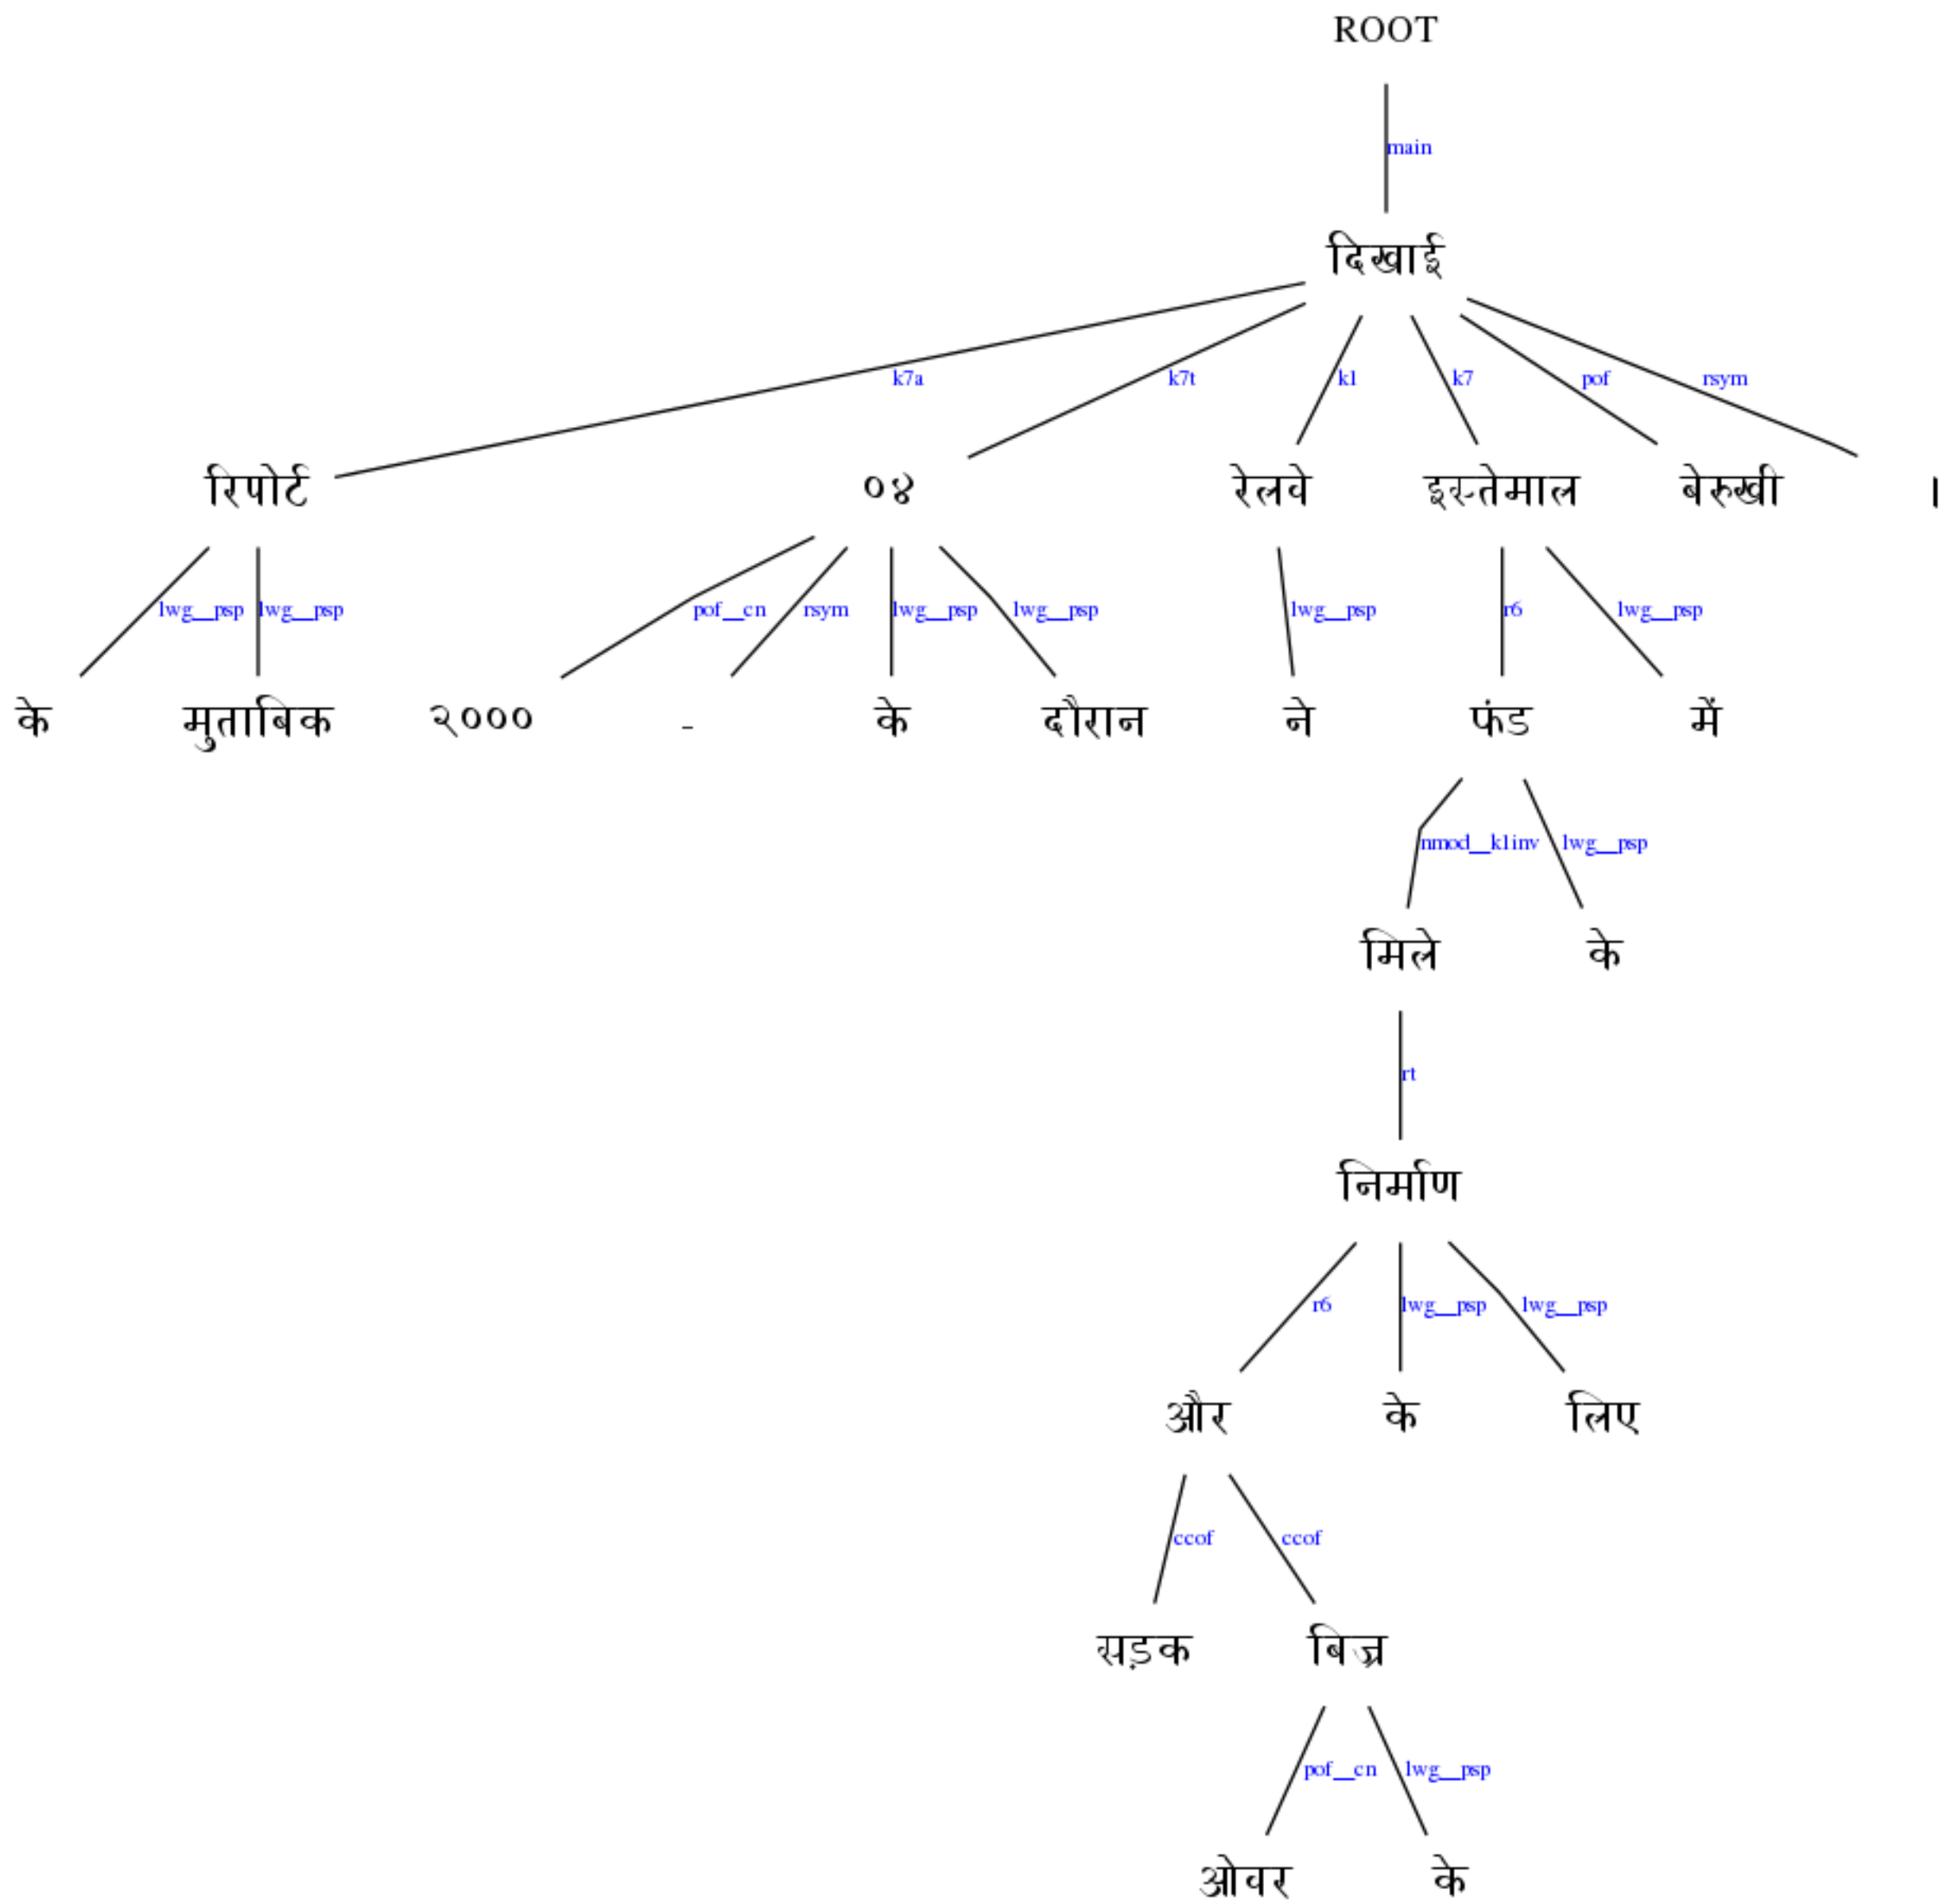 ROOT
main
दिखाई
k7a k7t k1 k7 pof rsym
रिपोर्ट ०४ रेलवे इस्तेमाल बेरुखी ।
lwg__psp lwg__psp pof__cn rsym lwg__psp lwg__psp lwg__psp r6 lwg__psp
के मुताबिक २००० - के दौरान ने फंड में
nmod__k1inv lwg__psp
मिले के
rt
निर्माण
r6 lwg__psp lwg__psp
और के लिए
ccof ccof
सड़क बिज्र
pof__cn lwg__psp
ओवर के